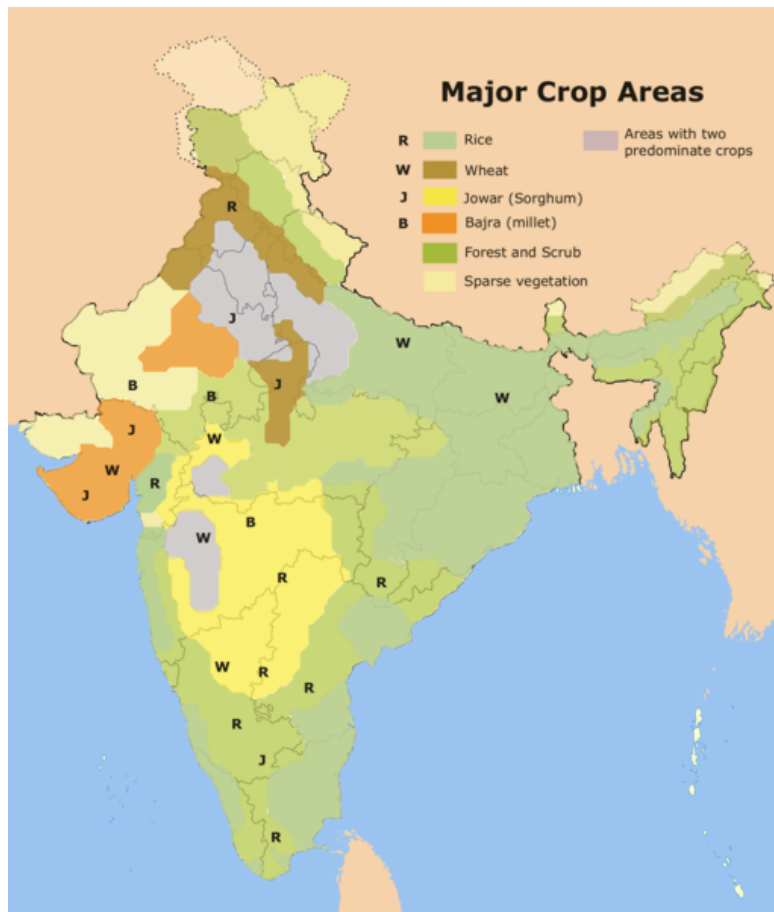 Major Crop Areas
R Rice
Areas with two
predominate crops
W Wheat
J Jowar (Sorghum)
B Bajra (millet)
Forest and Scrub
Sparse vegetation
R
J
W
B
J
B
W
J
W
W
R
J
B
W
R
R
W
R
R
R
J
R